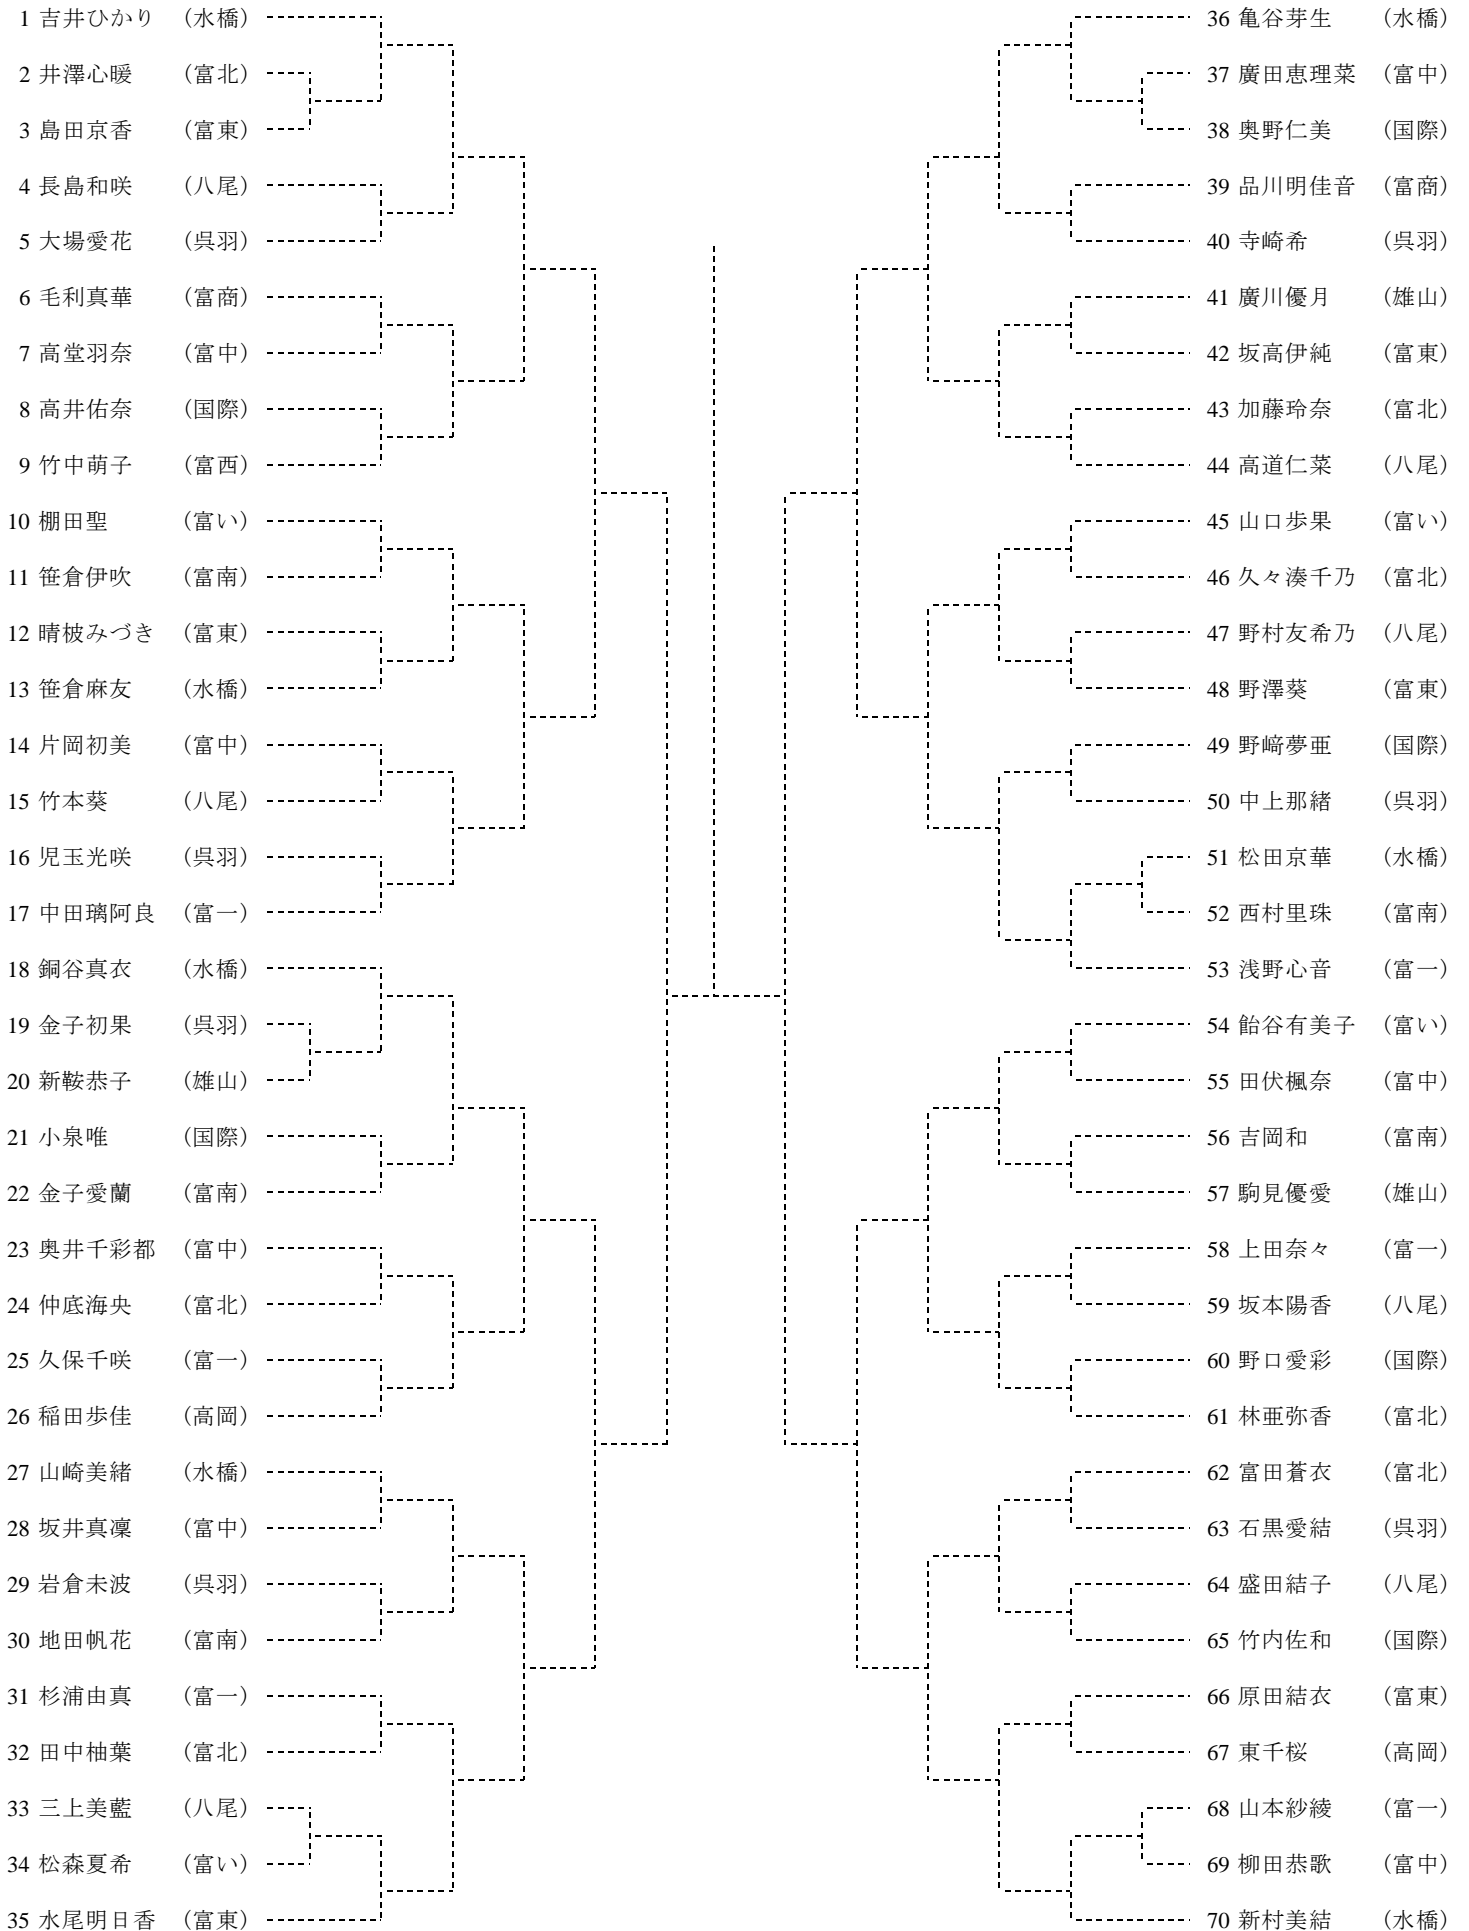 1 吉井ひかり （水橋）
2 井澤心暖 （富北）
3 島田京香 （富東）
4 長島和咲 （八尾）
5 大場愛花 （呉羽）
6 毛利真華 （富商）
7 高堂羽奈 （富中）
8 高井佑奈 （国際）
9 竹中萌子 （富西）
10 棚田聖 （富い）
11 笹倉伊吹 （富南）
12 晴柀みづき （富東）
13 笹倉麻友 （水橋）
14 片岡初美 （富中）
15 竹本葵 （八尾）
16 児玉光咲 （呉羽）
17 中田璃阿良 （富一）
18 銅谷真衣 （水橋）
19 金子初果 （呉羽）
20 新鞍恭子 （雄山）
21 小泉唯 （国際）
22 金子愛蘭 （富南）
23 奥井千彩都 （富中）
24 仲底海央 （富北）
25 久保千咲 （富一）
26 稲田歩佳 （高岡）
27 山崎美緒 （水橋）
28 坂井真凜 （富中）
29 岩倉未波 （呉羽）
30 地田帆花 （富南）
31 杉浦由真 （富一）
32 田中柚葉 （富北）
33 三上美藍 （八尾）
34 松森夏希 （富い）
35 水尾明日香 （富東）
36 亀谷芽生 （水橋）
37 廣田恵理菜 （富中）
38 奥野仁美 （国際）
39 品川明佳音 （富商）
40 寺崎希 （呉羽）
41 廣川優月 （雄山）
42 坂高伊純 （富東）
43 加藤玲奈 （富北）
44 高道仁菜 （八尾）
45 山口歩果 （富い）
46 久々湊千乃 （富北）
47 野村友希乃 （八尾）
48 野澤葵 （富東）
49 野﨑夢亜 （国際）
50 中上那緒 （呉羽）
51 松田京華 （水橋）
52 西村里珠 （富南）
53 浅野心音 （富一）
54 飴谷有美子 （富い）
55 田伏楓奈 （富中）
56 吉岡和 （富南）
57 駒見優愛 （雄山）
58 上田奈々 （富一）
59 坂本陽香 （八尾）
60 野口愛彩 （国際）
61 林亜弥香 （富北）
62 富田蒼衣 （富北）
63 石黒愛結 （呉羽）
64 盛田結子 （八尾）
65 竹内佐和 （国際）
66 原田結衣 （富東）
67 東千桜 （高岡）
68 山本紗綾 （富一）
69 柳田恭歌 （富中）
70 新村美結 （水橋）